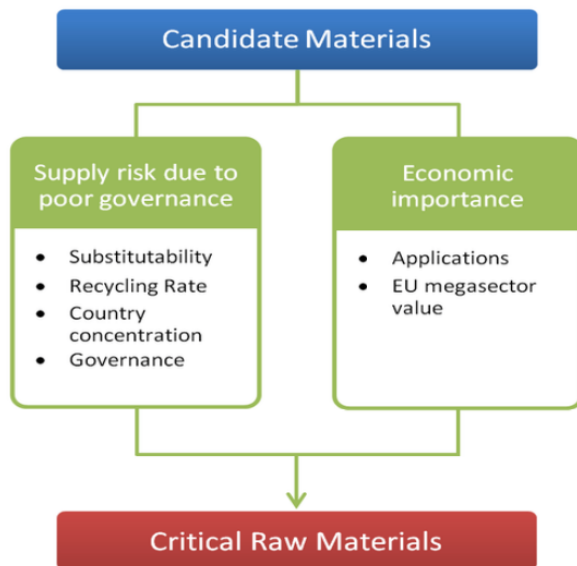 Candidate Materials
Supply risk due to
poor governance
• Substitutability
• Recycling Rate
• Country
concentration
• Governance
Economic
importance
• Applications
• EU megasector
value
Critical Raw Materials